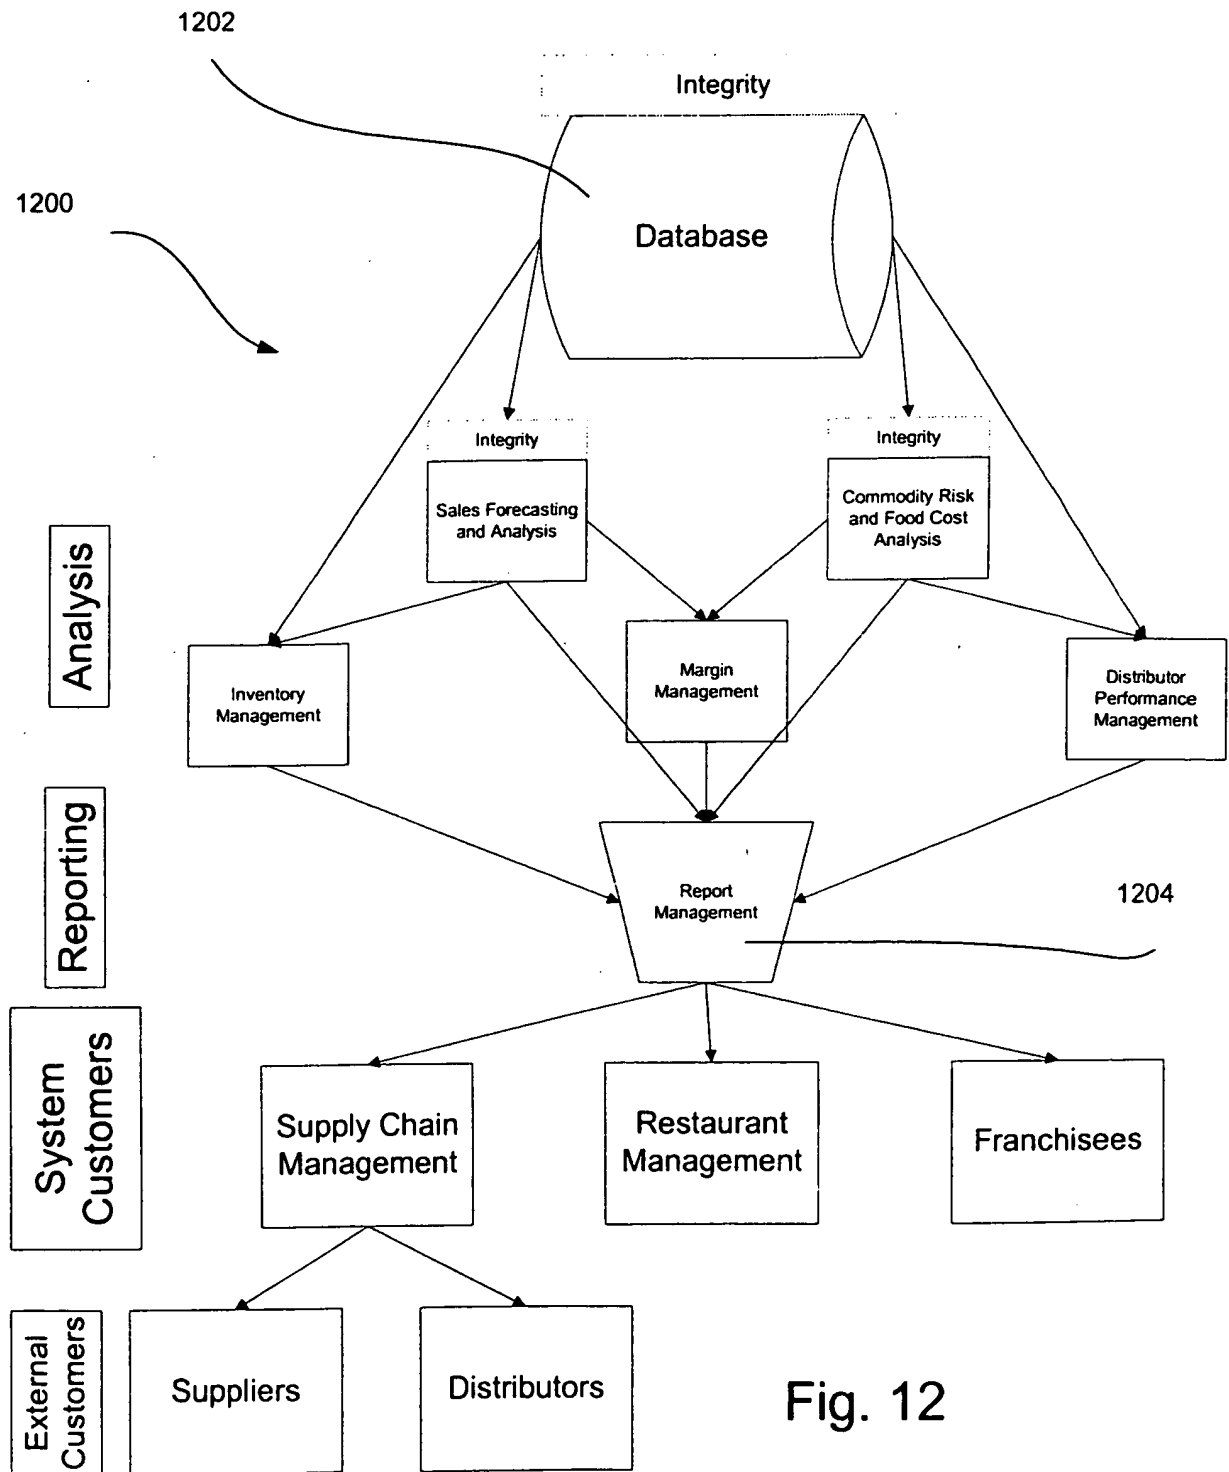 1202
Integrity
1200
Database
Integrity
Integrity
Sales Forecasting
and Analysis
Commodity Risk
and Food Cost
Analysis
Analysis
Inventory
Management
Margin
Management
Distributor
Performance
Management
Reporting
Report
Management
1204
System
Customers
Supply Chain
Management
Restaurant
Management
Franchisees
External
Customers
Suppliers
Distributors
Fig. 12